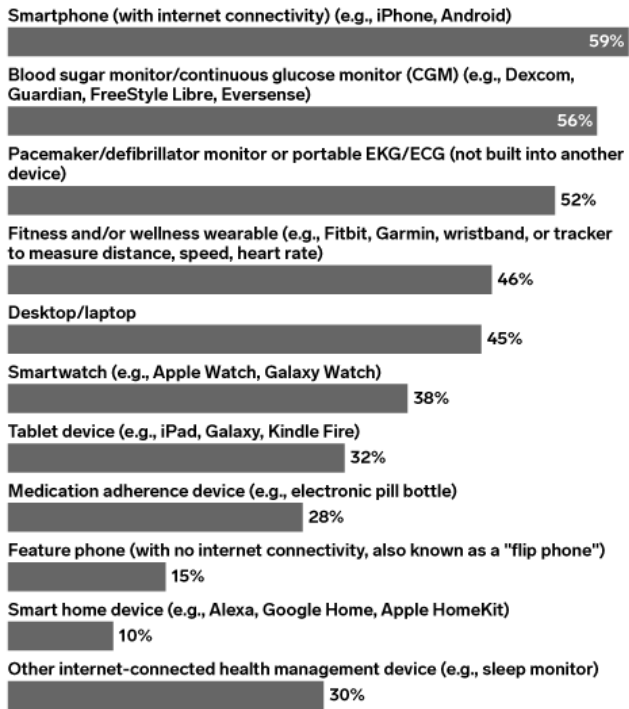 Smartphone (with internet connectivity) (e.g., iPhone, Android)
59%
Blood sugar monitor/continuous glucose monitor (CGM) (e.g., Dexcom,
Guardian, FreeStyle Libre, Eversense)
56%
Pacemaker/defibrillator monitor or portable EKG/ECG (not built into another
device)
52%
Fitness and/or wellness wearable (e.g., Fitbit, Garmin, wristband, or tracker
to measure distance, speed, heart rate)
46%
Desktop/laptop
45%
Smartwatch (e.g., Apple Watch, Galaxy Watch)
38%
Tablet device (e.g., iPad, Galaxy, Kindle Fire)
32%
Medication adherence device (e.g., electronic pill bottle)
28%
Feature phone (with no internet connectivity, also known as a "flip phone")
15%
Smart home device (e.g., Alexa, Google Home, Apple HomeKit)
10%
Other internet-connected health management device (e.g., sleep monitor)
30%